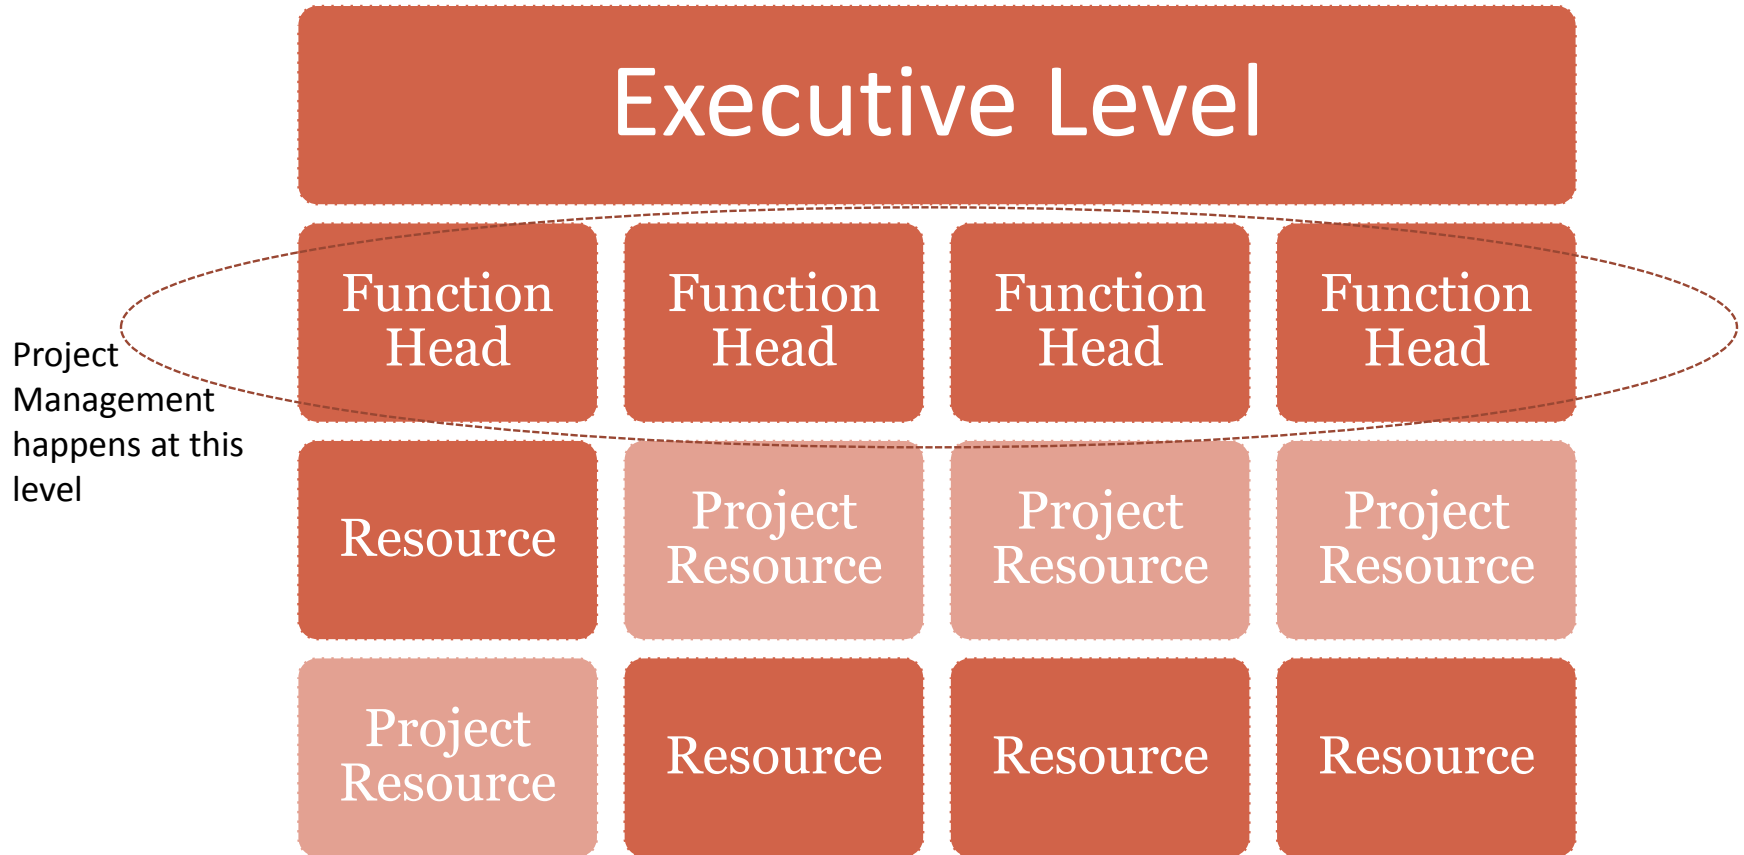 Executive Level
Function
Head
Function
Head
Function
Head
Function
Head
Project
Management
happens at this
level
Resource
Project
Resource
Project
Resource
Project
Resource
Project
Resource
Resource
Resource
Resource